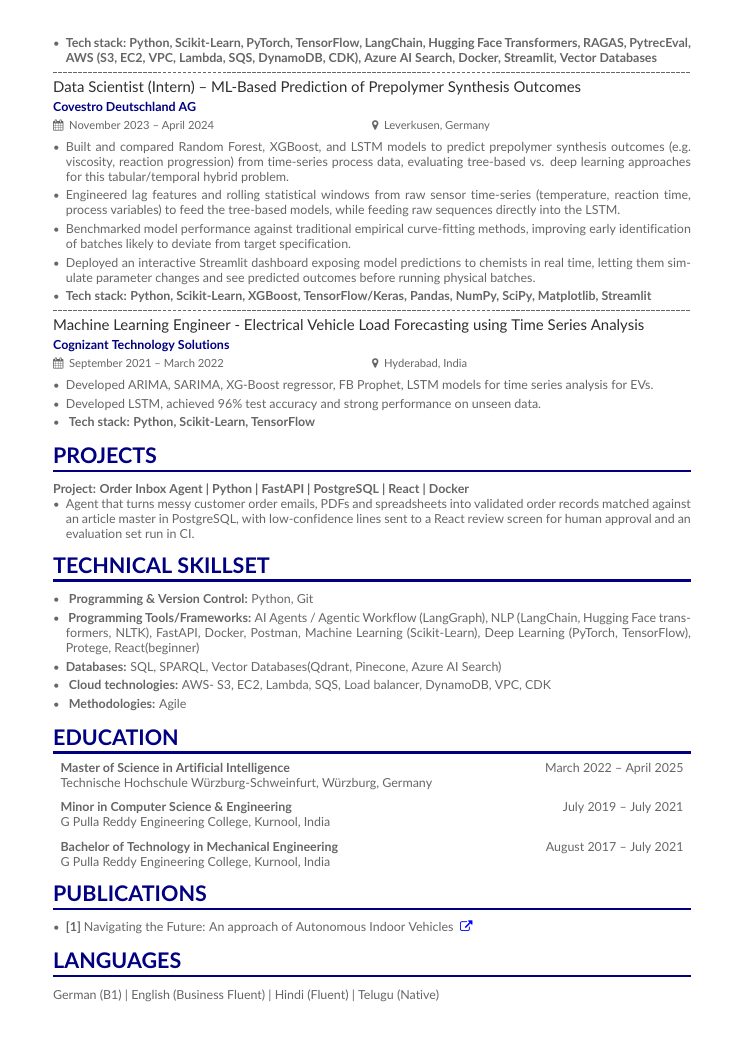 • Tech stack: Python, Scikit-Learn, PyTorch, TensorFlow, LangChain, Hugging Face Transformers, RAGAS, PytrecEval,
AWS (S3, EC2, VPC, Lambda, SQS, DynamoDB, CDK), Azure AI Search, Docker, Streamlit, Vector Databases
Data Scientist (Intern) – ML-Based Prediction of Prepolymer Synthesis Outcomes
Covestro Deutschland AG
November 2023 – April 2024 Leverkusen, Germany
• Built and compared Random Forest, XGBoost, and LSTM models to predict prepolymer synthesis outcomes (e.g.
viscosity, reaction progression) from time-series process data, evaluating tree-based vs. deep learning approaches
for this tabular/temporal hybrid problem.
• Engineered lag features and rolling statistical windows from raw sensor time-series (temperature, reaction time,
process variables) to feed the tree-based models, while feeding raw sequences directly into the LSTM.
• Benchmarked model performance against traditional empirical curve-fitting methods, improving early identification
of batches likely to deviate from target specification.
• Deployed an interactive Streamlit dashboard exposing model predictions to chemists in real time, letting them sim-
ulate parameter changes and see predicted outcomes before running physical batches.
• Tech stack: Python, Scikit-Learn, XGBoost, TensorFlow/Keras, Pandas, NumPy, SciPy, Matplotlib, Streamlit
Machine Learning Engineer - Electrical Vehicle Load Forecasting using Time Series Analysis
Cognizant Technology Solutions
September 2021 – March 2022 Hyderabad, India
• Developed ARIMA, SARIMA, XG-Boost regressor, FB Prophet, LSTM models for time series analysis for EVs.
• Developed LSTM, achieved 96% test accuracy and strong performance on unseen data.
• Tech stack: Python, Scikit-Learn, TensorFlow
PROJECTS
Project: Order Inbox Agent | Python | FastAPI | PostgreSQL | React | Docker
• Agent that turns messy customer order emails, PDFs and spreadsheets into validated order records matched against
an article master in PostgreSQL, with low-confidence lines sent to a React review screen for human approval and an
evaluation set run in CI.
TECHNICAL SKILLSET
• Programming & Version Control: Python, Git
• Programming Tools/Frameworks: AI Agents / Agentic Workflow (LangGraph), NLP (LangChain, Hugging Face trans-
formers, NLTK), FastAPI, Docker, Postman, Machine Learning (Scikit-Learn), Deep Learning (PyTorch, TensorFlow),
Protege, React(beginner)
• Databases: SQL, SPARQL, Vector Databases(Qdrant, Pinecone, Azure AI Search)
• Cloud technologies: AWS- S3, EC2, Lambda, SQS, Load balancer, DynamoDB, VPC, CDK
• Methodologies: Agile
EDUCATION
Master of Science in Artificial Intelligence March 2022 – April 2025
Technische Hochschule Würzburg-Schweinfurt, Würzburg, Germany
Minor in Computer Science & Engineering July 2019 – July 2021
G Pulla Reddy Engineering College, Kurnool, India
Bachelor of Technology in Mechanical Engineering August 2017 – July 2021
G Pulla Reddy Engineering College, Kurnool, India
PUBLICATIONS
• [1] Navigating the Future: An approach of Autonomous Indoor Vehicles
LANGUAGES
German (B1) | English (Business Fluent) | Hindi (Fluent) | Telugu (Native)